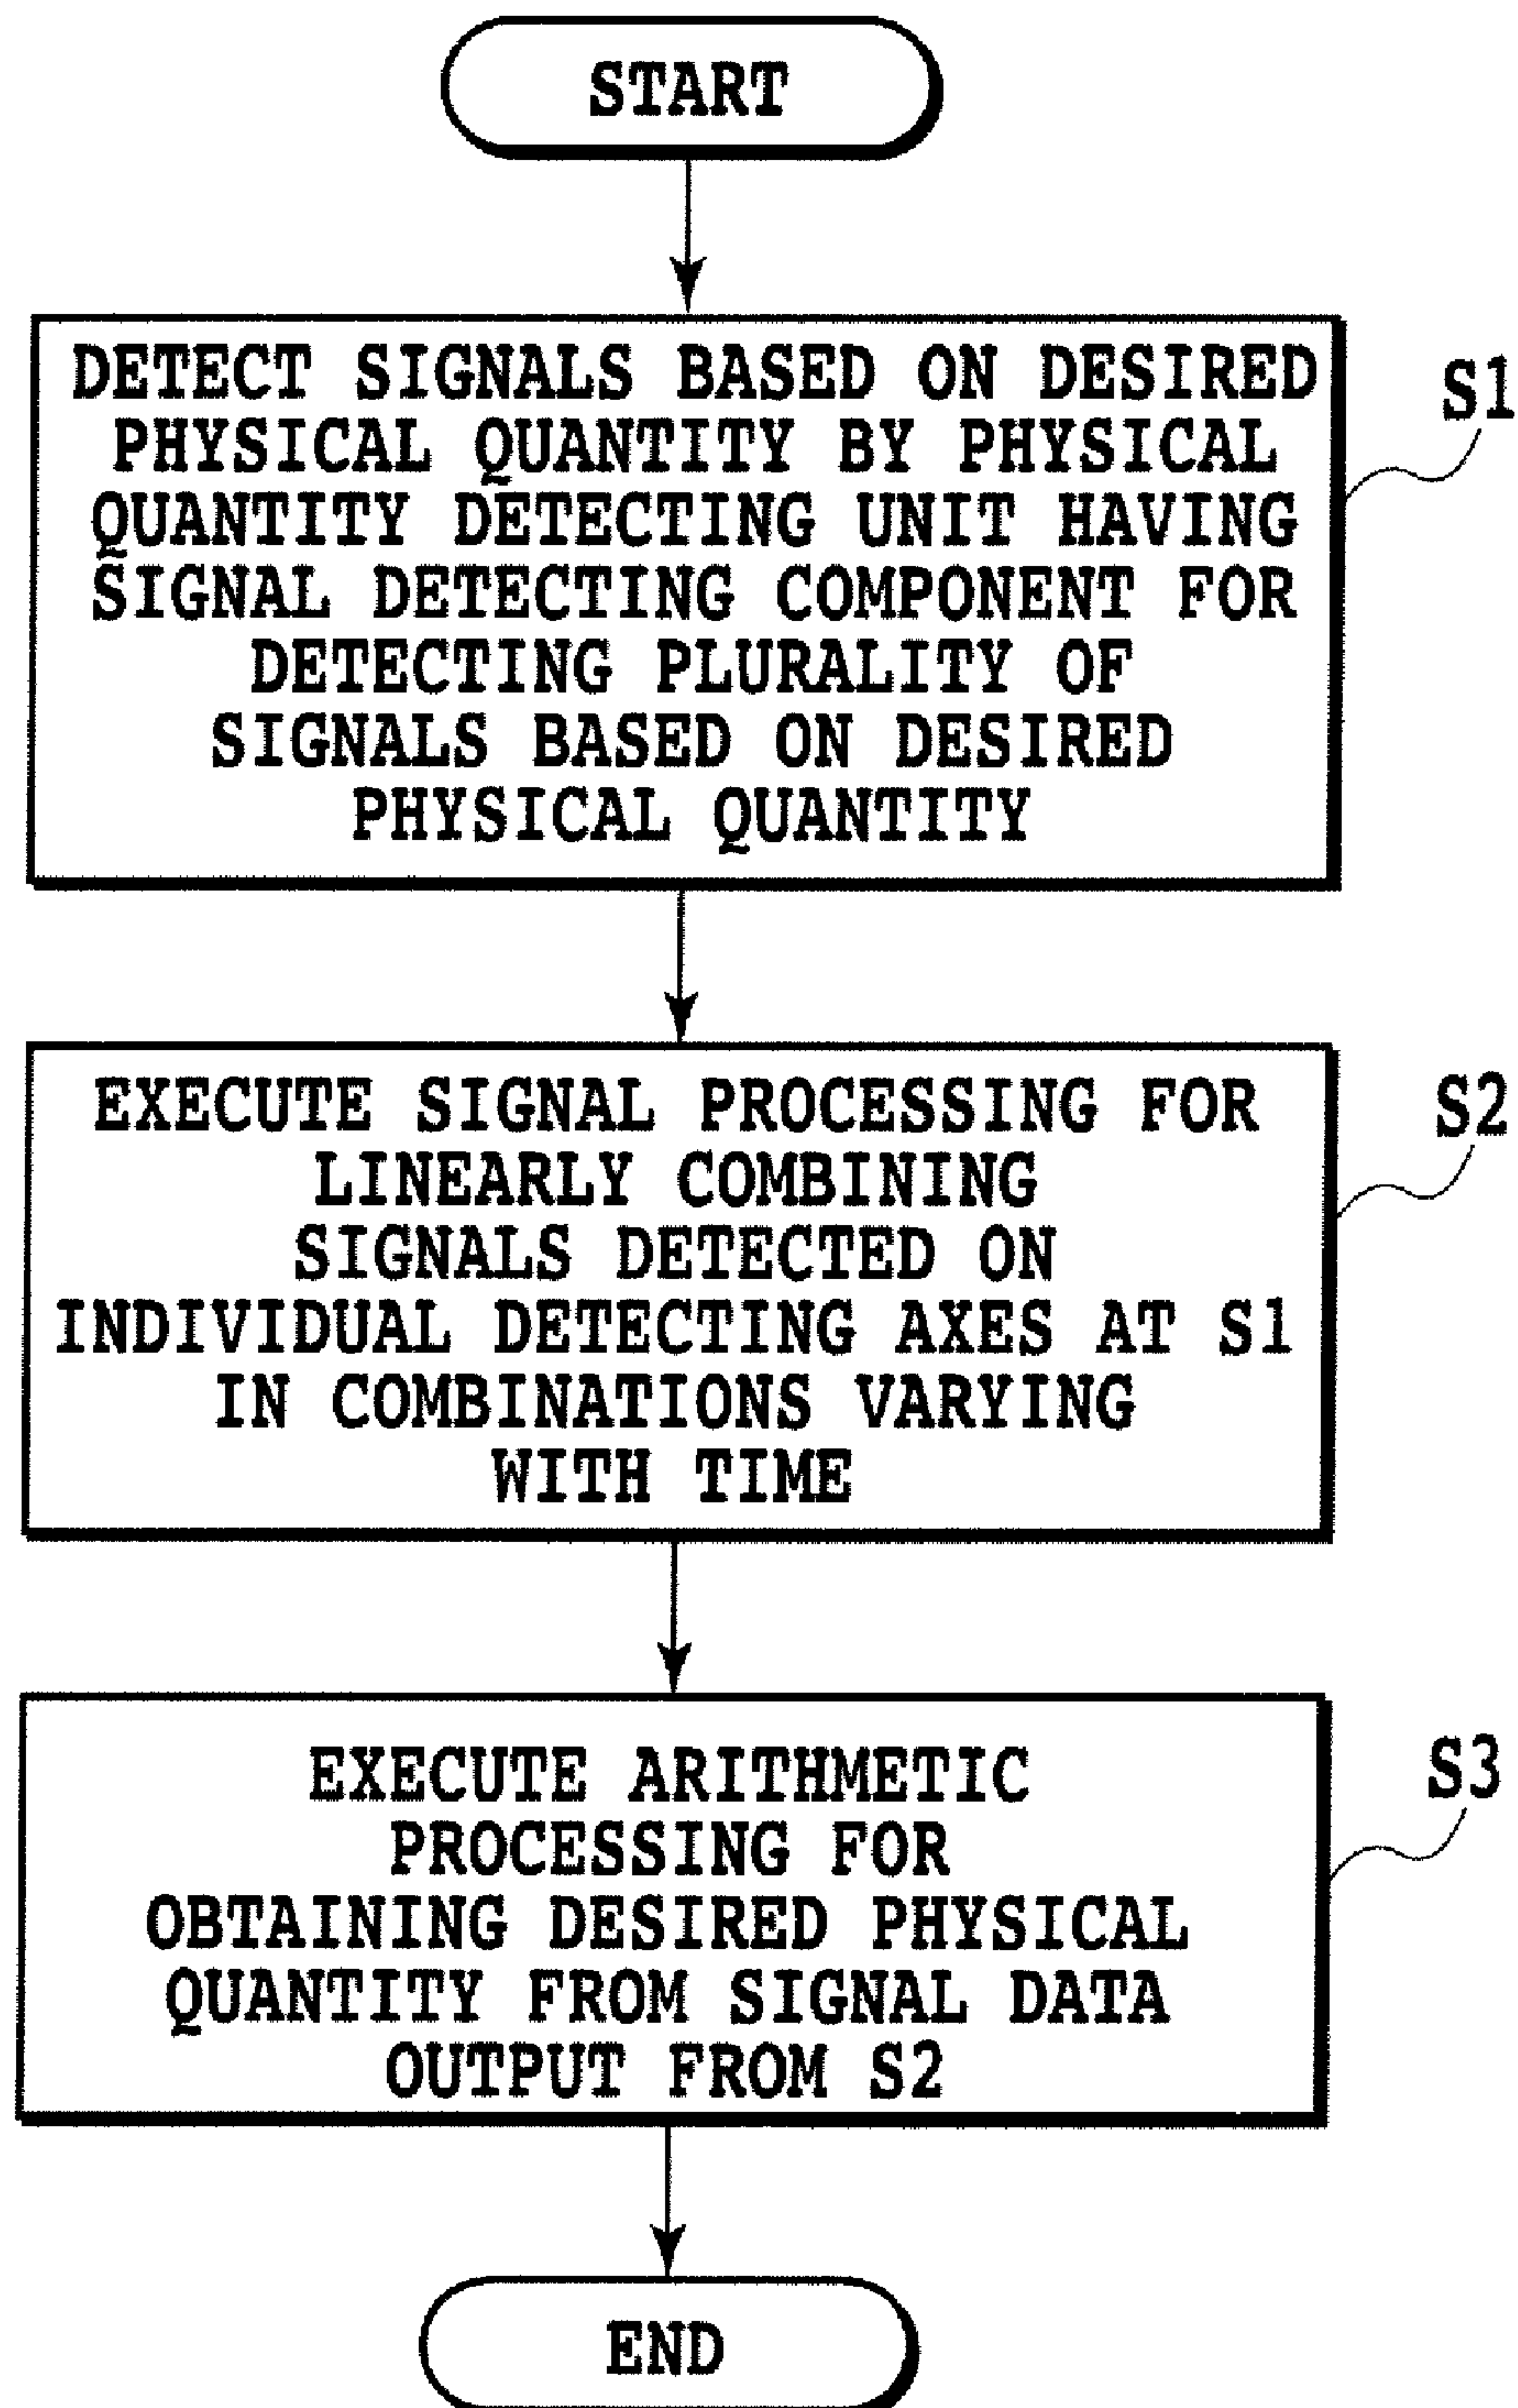 START
DETECT SIGNALS BASED ON DESIRED
PHYSICAL QUANTITY BY PHYSICAL
QUANTITY DETECTING UNIT HAVING
SIGNAL DETECTING COMPONENT FOR
DETECTING PLURALITY OF
SIGNALS BASED ON DESIRED
PHYSICAL QUANTITY
S1
EXECUTE SIGNAL PROCESSING FOR
LINEARLY COMBINING
SIGNALS DETECTED ON
INDIVIDUAL DETECTING AXES AT S1
IN COMBINATIONS VARYING
WITH TIME
S2
EXECUTE ARITHMETIC
PROCESSING FOR
OBTAINING DESIRED PHYSICAL
QUANTITY FROM SIGNAL DATA
OUTPUT FROM S2
S3
END